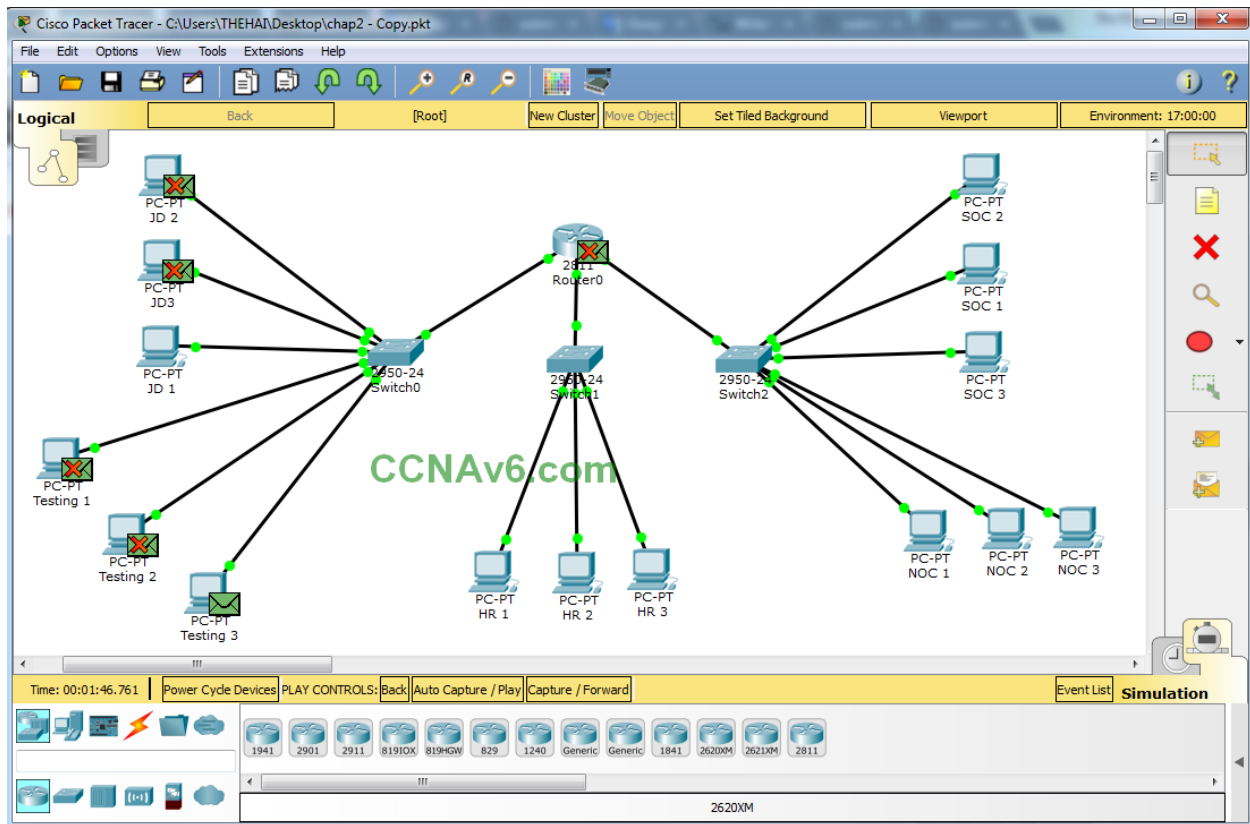 Cisco Packet Tracer - C:\Users\THEHAI\Desktop\chap2 - Copy.pkt
File Edit Options View Tools Extensions Help
Logical Back [Root] New Cluster Move Object Set Tiled Background Viewport Environment: 17:00:00
PC-PT
JD 2
PC-PT
JD3
PC-PT
JD 1
PC-PT
Testing 1
PC-PT
Testing 2
PC-PT
Testing 3
2811
Router0
2950-24
Switch0
2950-24
Switch1
2950-24
Switch2
CCNAv6.com
PC-PT
SOC 2
PC-PT
SOC 1
PC-PT
SOC 3
PC-PT
HR 1
PC-PT
HR 2
PC-PT
HR 3
PC-PT
NOC 1
PC-PT
NOC 2
PC-PT
NOC 3
Time: 00:01:46.761 Power Cycle Devices PLAY CONTROLS: Back Auto Capture / Play Capture / Forward Event List Simulation
1941 2901 2911 819IOX 819HGW 829 1240 Generic Generic 1841 2620XM 2621XM 2811
2620XM